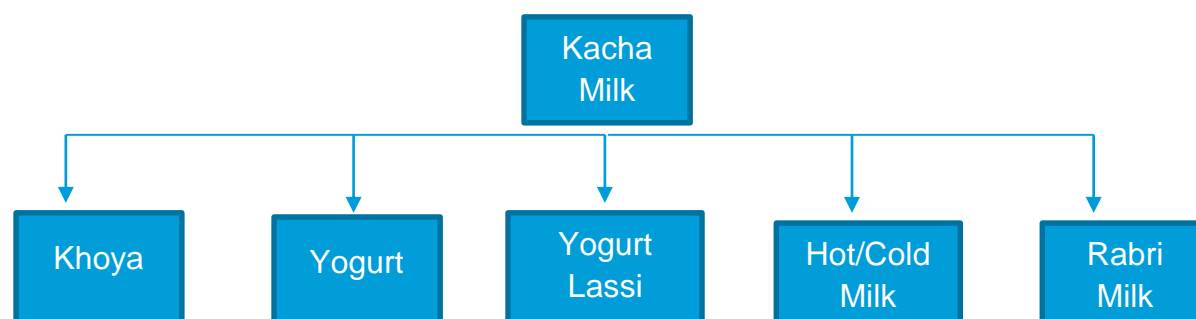 Kacha
Milk
Khoya
Yogurt
Yogurt
Lassi
Hot/Cold
Milk
Rabri
Milk